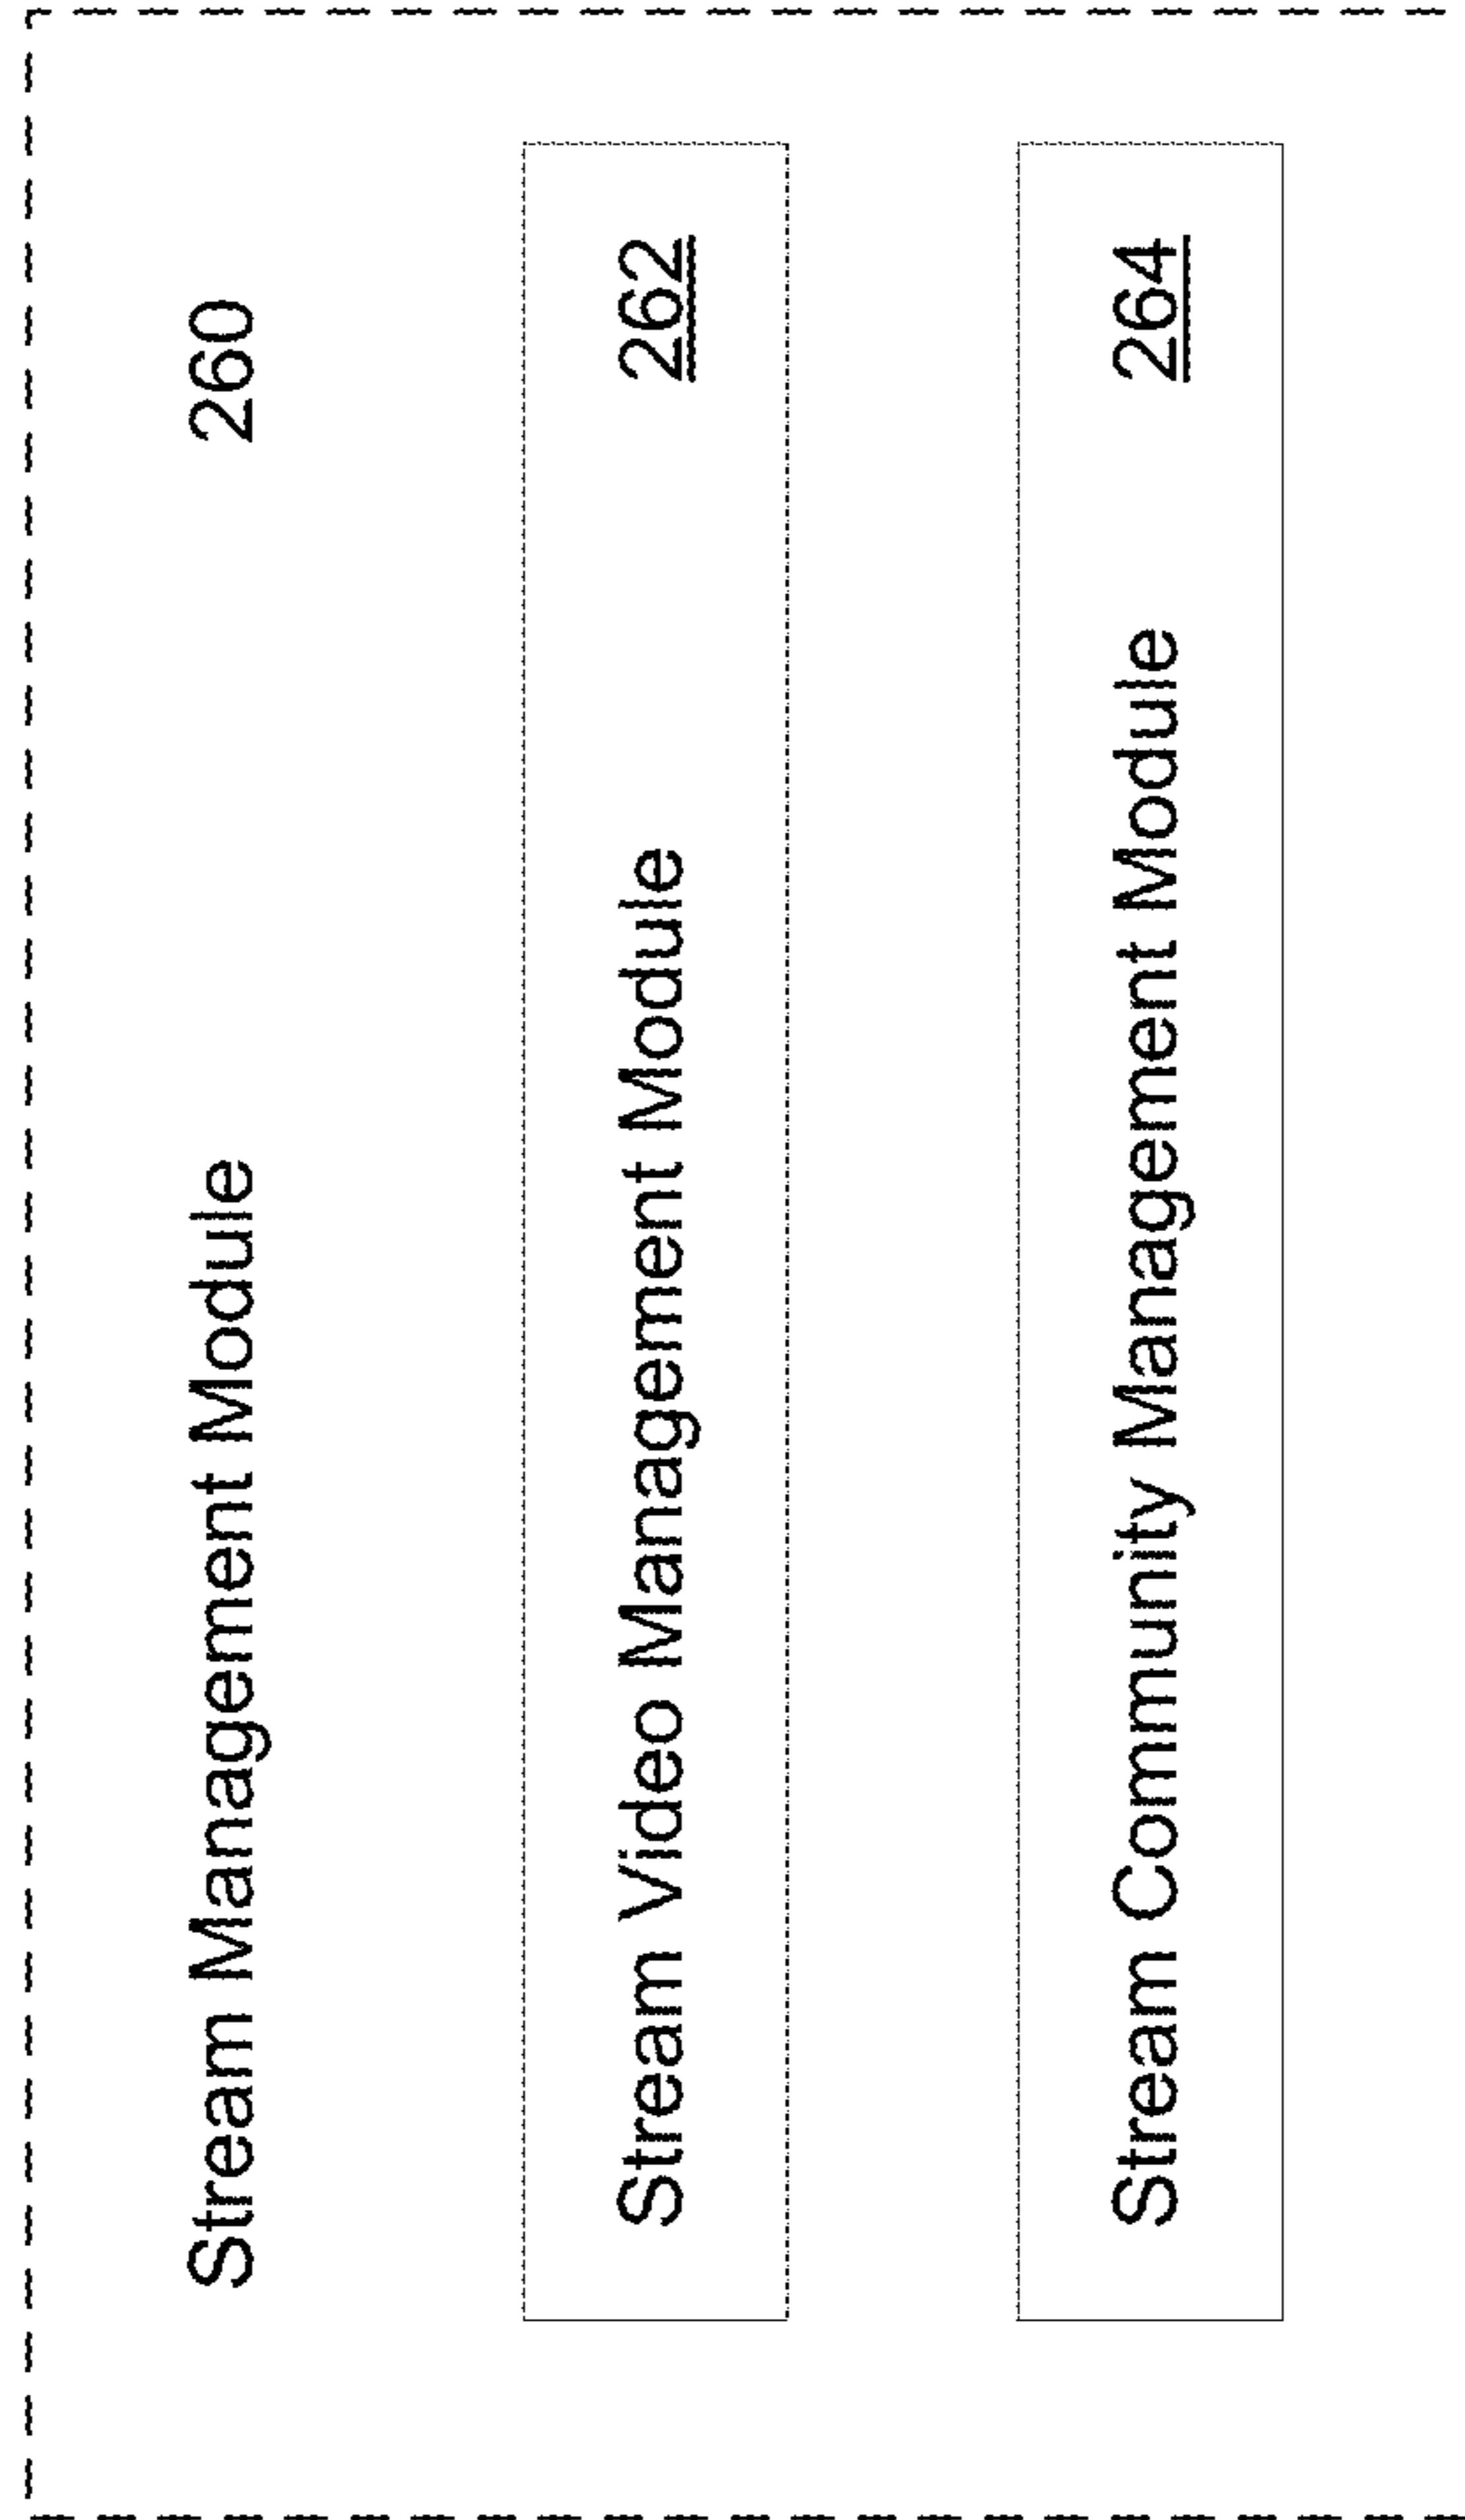 Stream Management Module 260
Stream Video Management Module 262
Stream Community Management Module 264